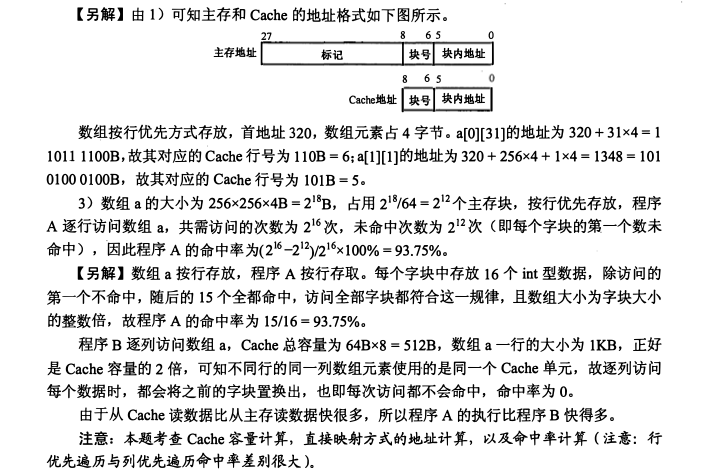 【另解】由 1）可知主存和 Cache 的地址格式如下图所示。
27 8 6 5 0
主存地址 标记 块号 块内地址
8 6 5 0
Cache地址 块号 块内地址
数组按行优先方式存放，首地址 320，数组元素占 4 字节。a[0][31]的地址为 320 + 31×4 = 1
1011 1100B，故其对应的 Cache 行号为 110B = 6；a[1][1]的地址为 320 + 256×4 + 1×4 = 1348 = 101
0100 0100B，故其对应的 Cache 行号为 101B = 5。
3）数组 a 的大小为 256×256×4B = 2¹⁸B，占用 2¹⁸/64 = 2¹² 个主存块，按行优先存放，程序
A 逐行访问数组 a，共需访问的次数为 2¹⁶ 次，未命中次数为 2¹² 次（即每个字块的第一个数未
命中），因此程序 A 的命中率为(2¹⁶ −2¹²)/2¹⁶×100% = 93.75%。
【另解】数组 a 按行存放，程序 A 按行存取。每个字块中存放 16 个 int 型数据，除访问的
第一个不命中，随后的 15 个全都命中，访问全部字块都符合这一规律，且数组大小为字块大小
的整数倍，故程序 A 的命中率为 15/16 = 93.75%。
程序 B 逐列访问数组 a，Cache 总容量为 64B×8 = 512B，数组 a 一行的大小为 1KB，正好
是 Cache 容量的 2 倍，可知不同行的同一列数组元素使用的是同一个 Cache 单元，故逐列访问
每个数据时，都会将之前的字块置换出，也即每次访问都不会命中，命中率为 0。
由于从 Cache 读数据比从主存读数据快很多，所以程序 A 的执行比程序 B 快得多。
注意：本题考查 Cache 容量计算，直接映射方式的地址计算，以及命中率计算（注意：行
优先遍历与列优先遍历命中率差别很大）。